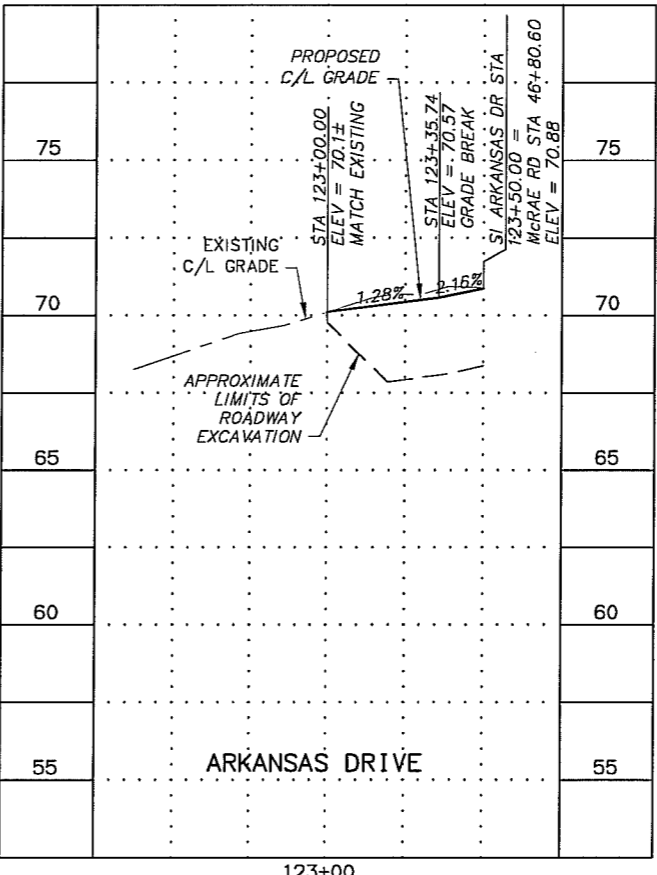 PROPOSED
C/L GRADE
STA 123+00.00
ELEV = 70.1±
MATCH EXISTING
STA 123+35.74
ELEV = 70.57
GRADE BREAK
SI ARKANSAS DR STA
123+50.00 =
McRAE RD STA 46+80.60
ELEV = 70.88
75
75
EXISTING
C/L GRADE
1.28%
2.16%
70
70
APPROXIMATE
LIMITS OF
ROADWAY
EXCAVATION
65
65
60
60
55
ARKANSAS DRIVE
55
123+00